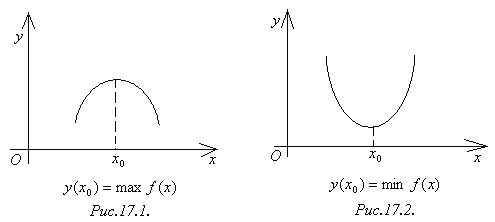 y
O
x₀
x
y(x₀) = max f(x)
Рис.17.1.
y
O
x₀
x
y(x₀) = min f(x)
Рис.17.2.